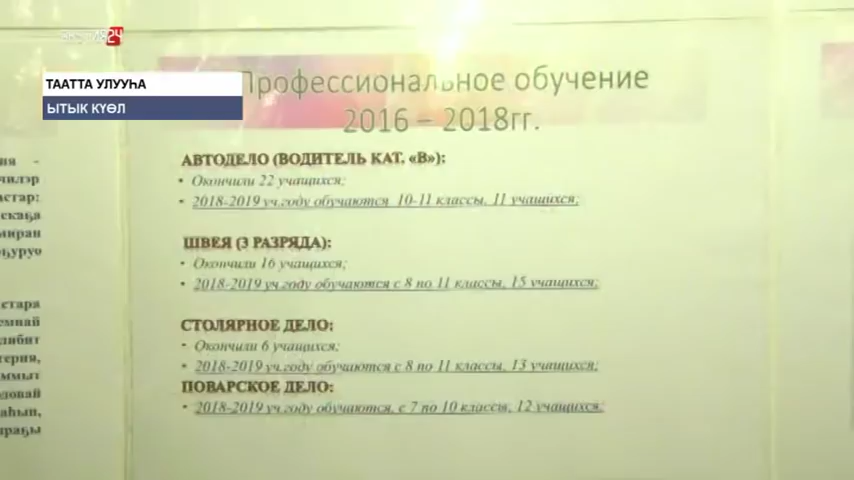 ЯКУТИЯ24
ТААТТА УЛУУҺА
ЫТЫК КҮӨЛ
Профессиональное обучение
2016 – 2018гг.
АВТОДЕЛО (ВОДИТЕЛЬ КАТ. «В»):
• Окончили 22 учащихся;
• 2018-2019 уч.году обучаются 10-11 классы, 11 учащихся;
ШВЕЯ (3 РАЗРЯДА):
• Окончили 16 учащихся;
• 2018-2019 уч.году обучаются с 8 по 11 классы, 15 учащихся;
СТОЛЯРНОЕ ДЕЛО:
• Окончили 6 учащихся;
• 2018-2019 уч.году обучаются с 8 по 11 классы, 13 учащихся;
ПОВАРСКОЕ ДЕЛО:
• 2018-2019 уч.году обучаются, с 7 по 10 классы, 12 учащихся;